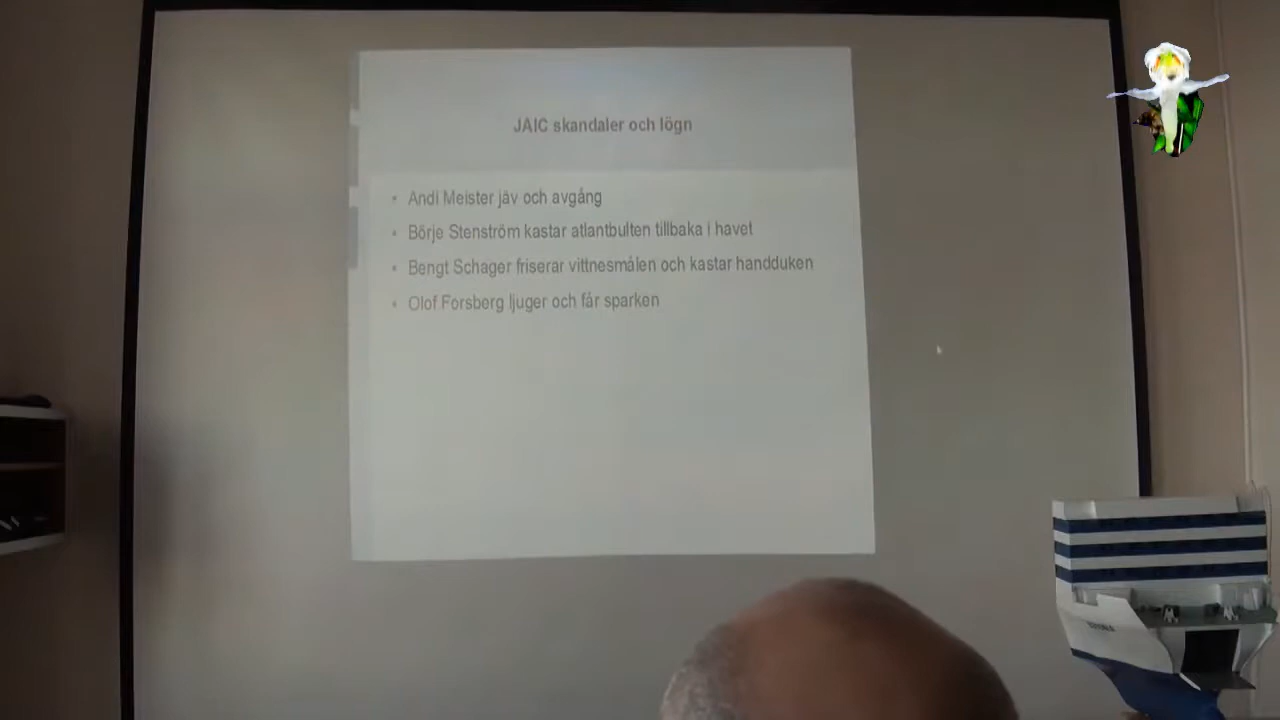 JAIC skandaler och lögn
• Andi Meister jäv och avgång
• Börje Stenström kastar atlantbulten tillbaka i havet
• Bengt Schager friserar vittnesmålen och kastar handduken
• Olof Forsberg ljuger och får sparken